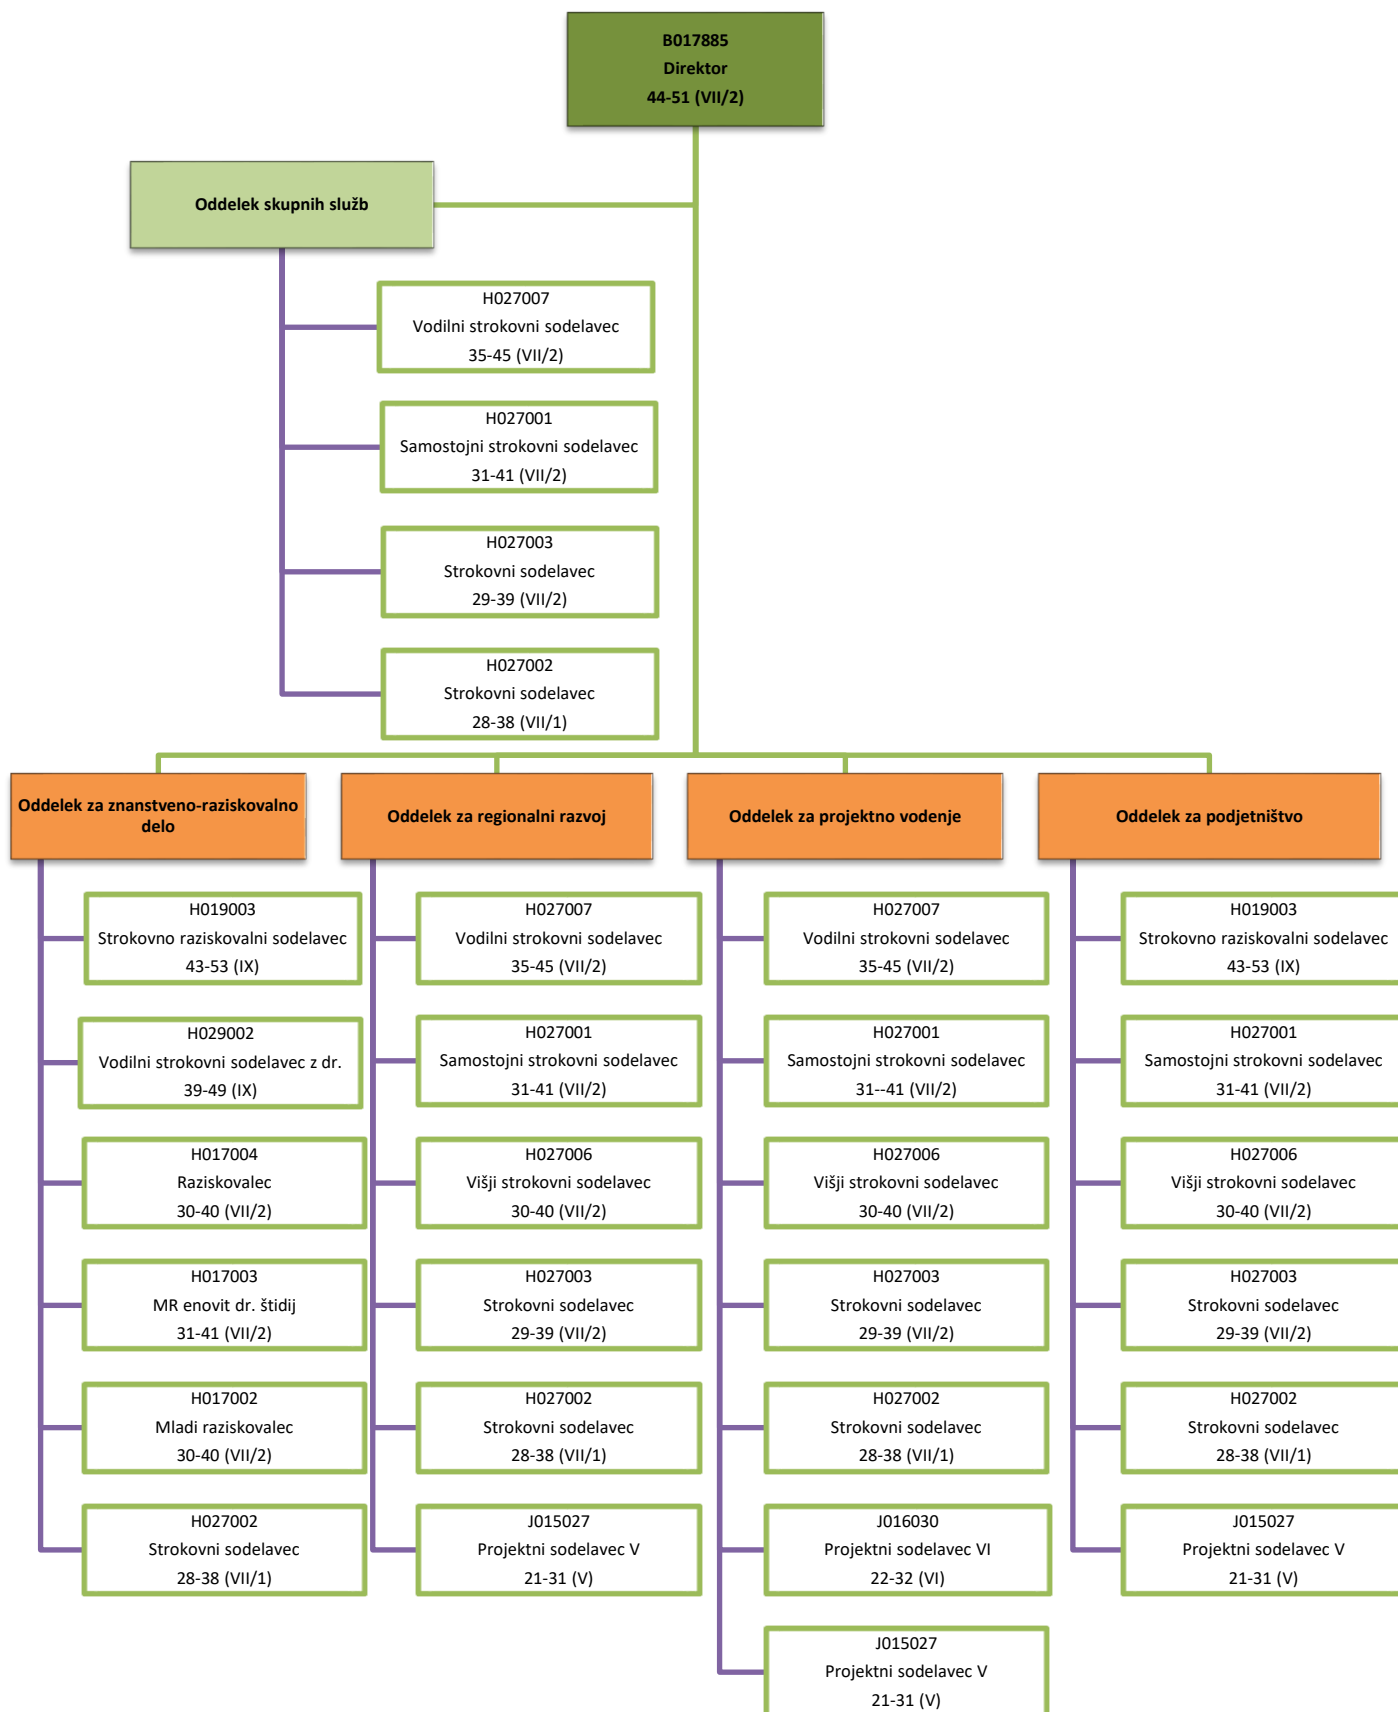 B017885
Direktor
44-51 (VII/2)
Oddelek skupnih služb
H027007
Vodilni strokovni sodelavec
35-45 (VII/2)
H027001
Samostojni strokovni sodelavec
31-41 (VII/2)
H027003
Strokovni sodelavec
29-39 (VII/2)
H027002
Strokovni sodelavec
28-38 (VII/1)
Oddelek za znanstveno-raziskovalno
delo
H019003
Strokovno raziskovalni sodelavec
43-53 (IX)
H029002
Vodilni strokovni sodelavec z dr.
39-49 (IX)
H017004
Raziskovalec
30-40 (VII/2)
H017003
MR enovit dr. štidij
31-41 (VII/2)
H017002
Mladi raziskovalec
30-40 (VII/2)
H027002
Strokovni sodelavec
28-38 (VII/1)
Oddelek za regionalni razvoj
H027007
Vodilni strokovni sodelavec
35-45 (VII/2)
H027001
Samostojni strokovni sodelavec
31-41 (VII/2)
H027006
Višji strokovni sodelavec
30-40 (VII/2)
H027003
Strokovni sodelavec
29-39 (VII/2)
H027002
Strokovni sodelavec
28-38 (VII/1)
J015027
Projektni sodelavec V
21-31 (V)
Oddelek za projektno vodenje
H027007
Vodilni strokovni sodelavec
35-45 (VII/2)
H027001
Samostojni strokovni sodelavec
31--41 (VII/2)
H027006
Višji strokovni sodelavec
30-40 (VII/2)
H027003
Strokovni sodelavec
29-39 (VII/2)
H027002
Strokovni sodelavec
28-38 (VII/1)
J016030
Projektni sodelavec VI
22-32 (VI)
J015027
Projektni sodelavec V
21-31 (V)
Oddelek za podjetništvo
H019003
Strokovno raziskovalni sodelavec
43-53 (IX)
H027001
Samostojni strokovni sodelavec
31-41 (VII/2)
H027006
Višji strokovni sodelavec
30-40 (VII/2)
H027003
Strokovni sodelavec
29-39 (VII/2)
H027002
Strokovni sodelavec
28-38 (VII/1)
J015027
Projektni sodelavec V
21-31 (V)